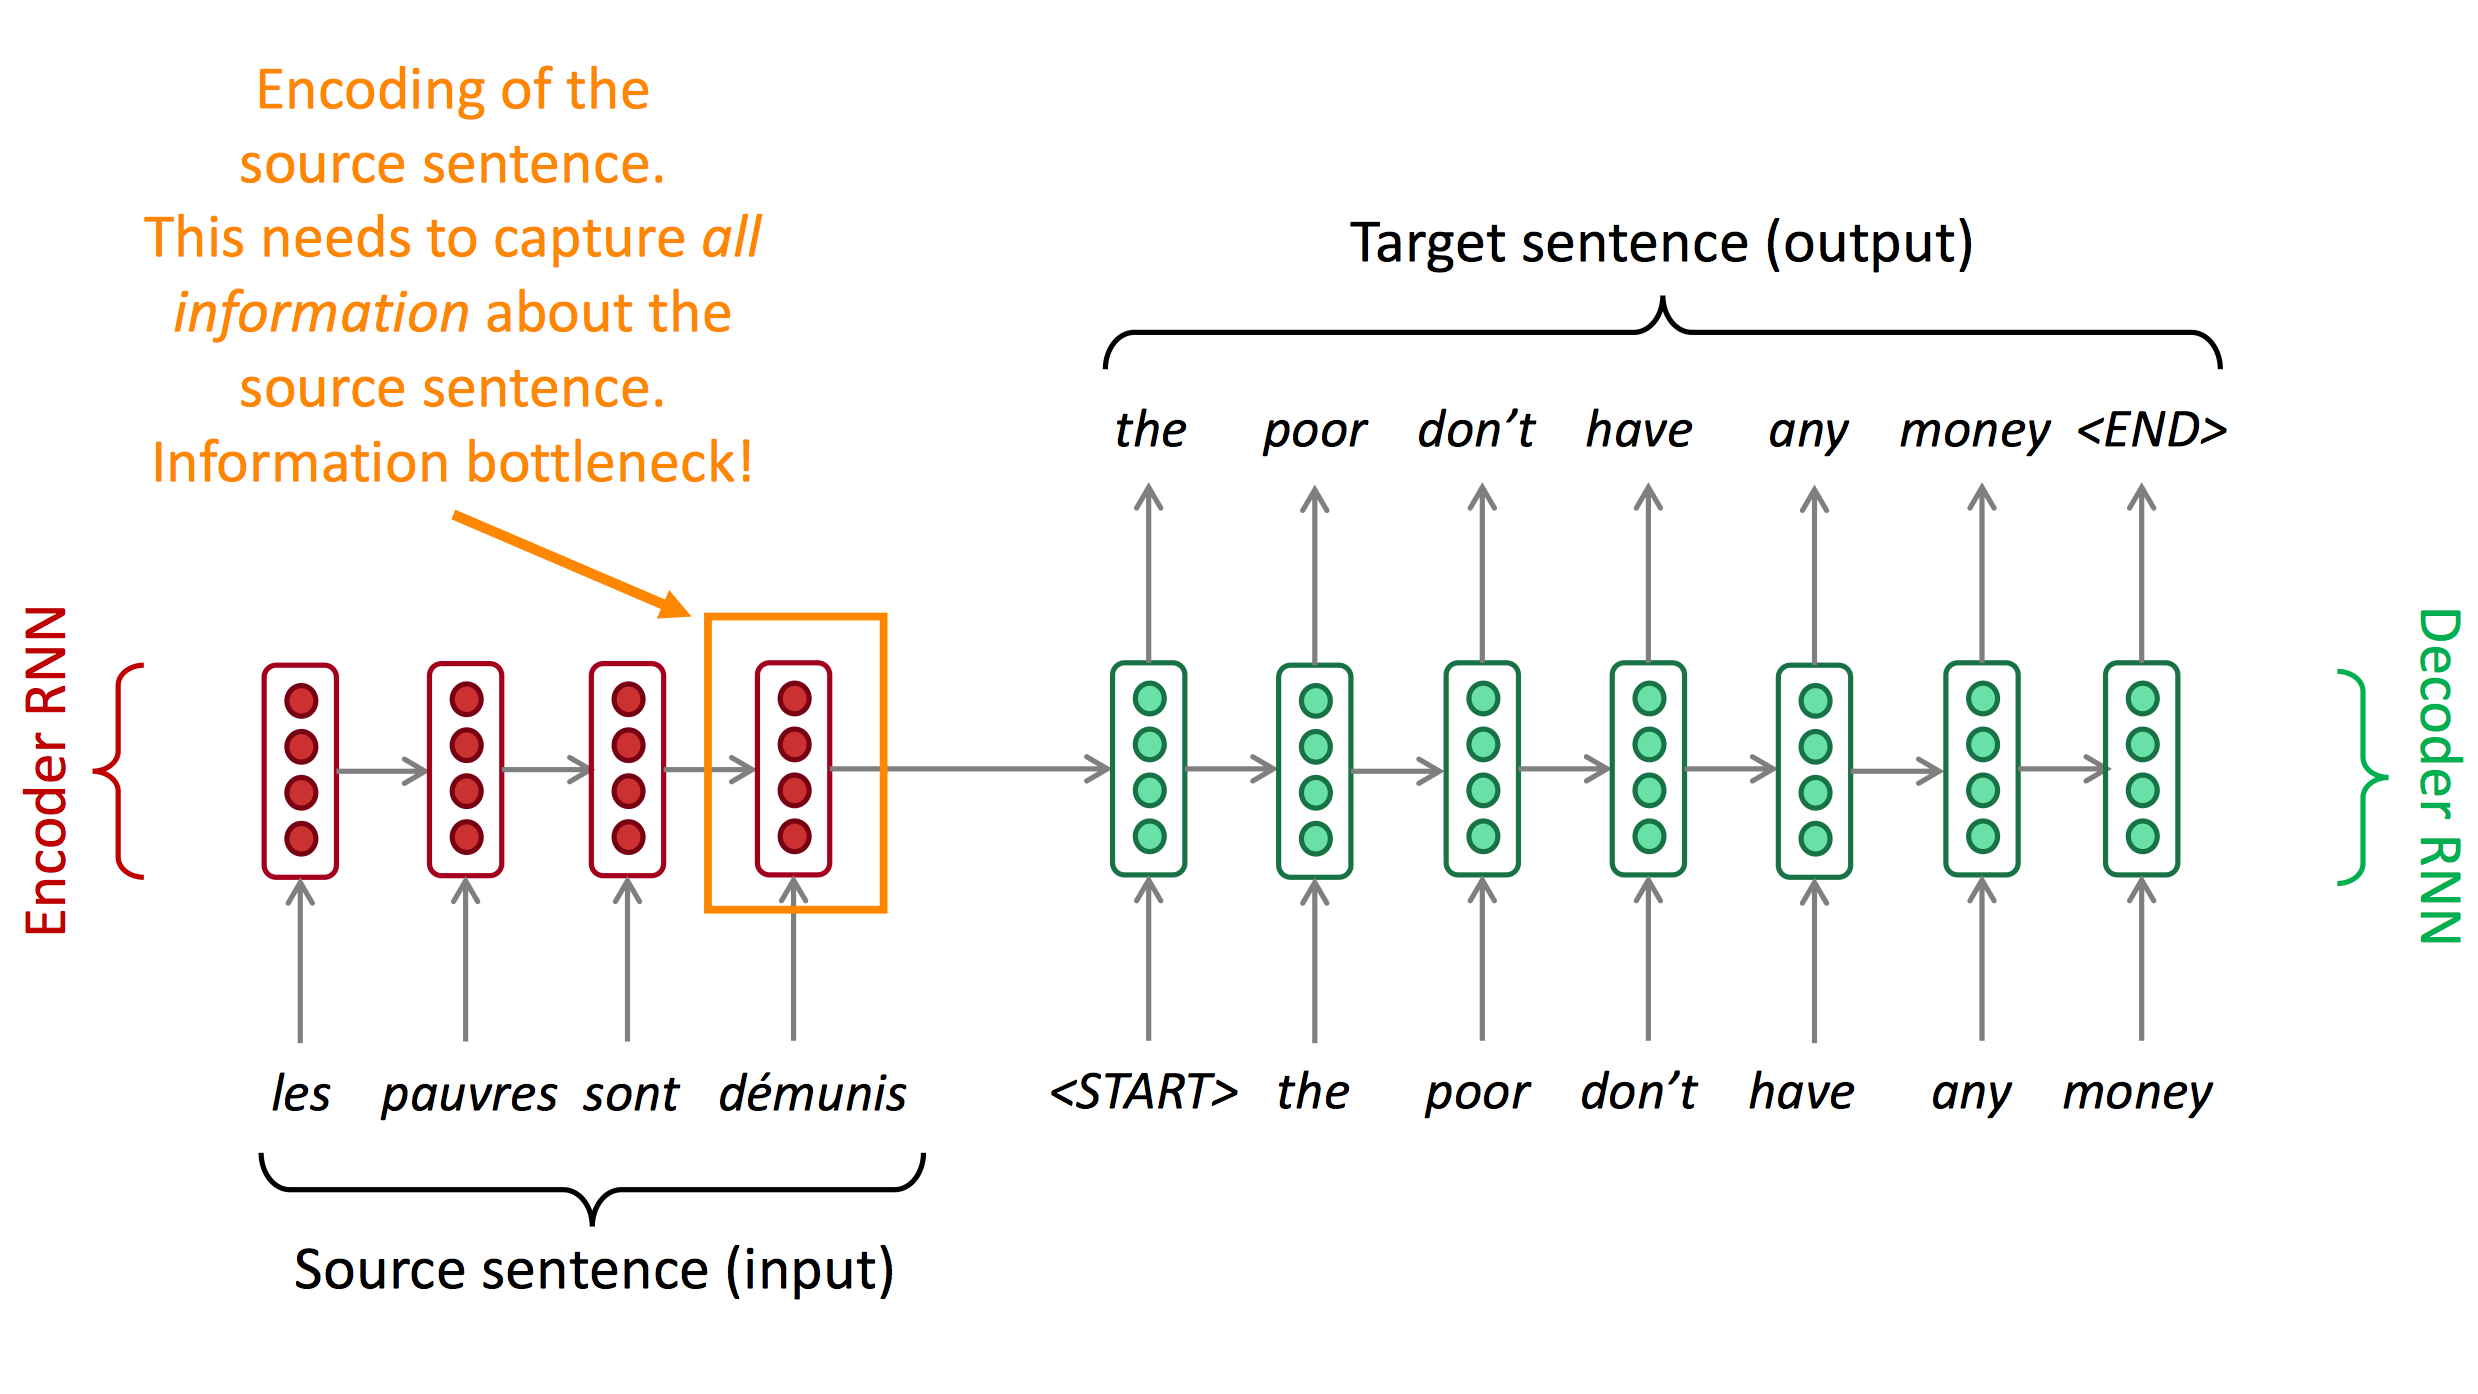 Encoding of the
source sentence.
This needs to capture all
information about the
source sentence.
Information bottleneck!
Target sentence (output)
the poor don’t have any money <END>
Encoder RNN
Decoder RNN
les pauvres sont démunis
<START> the poor don’t have any money
Source sentence (input)